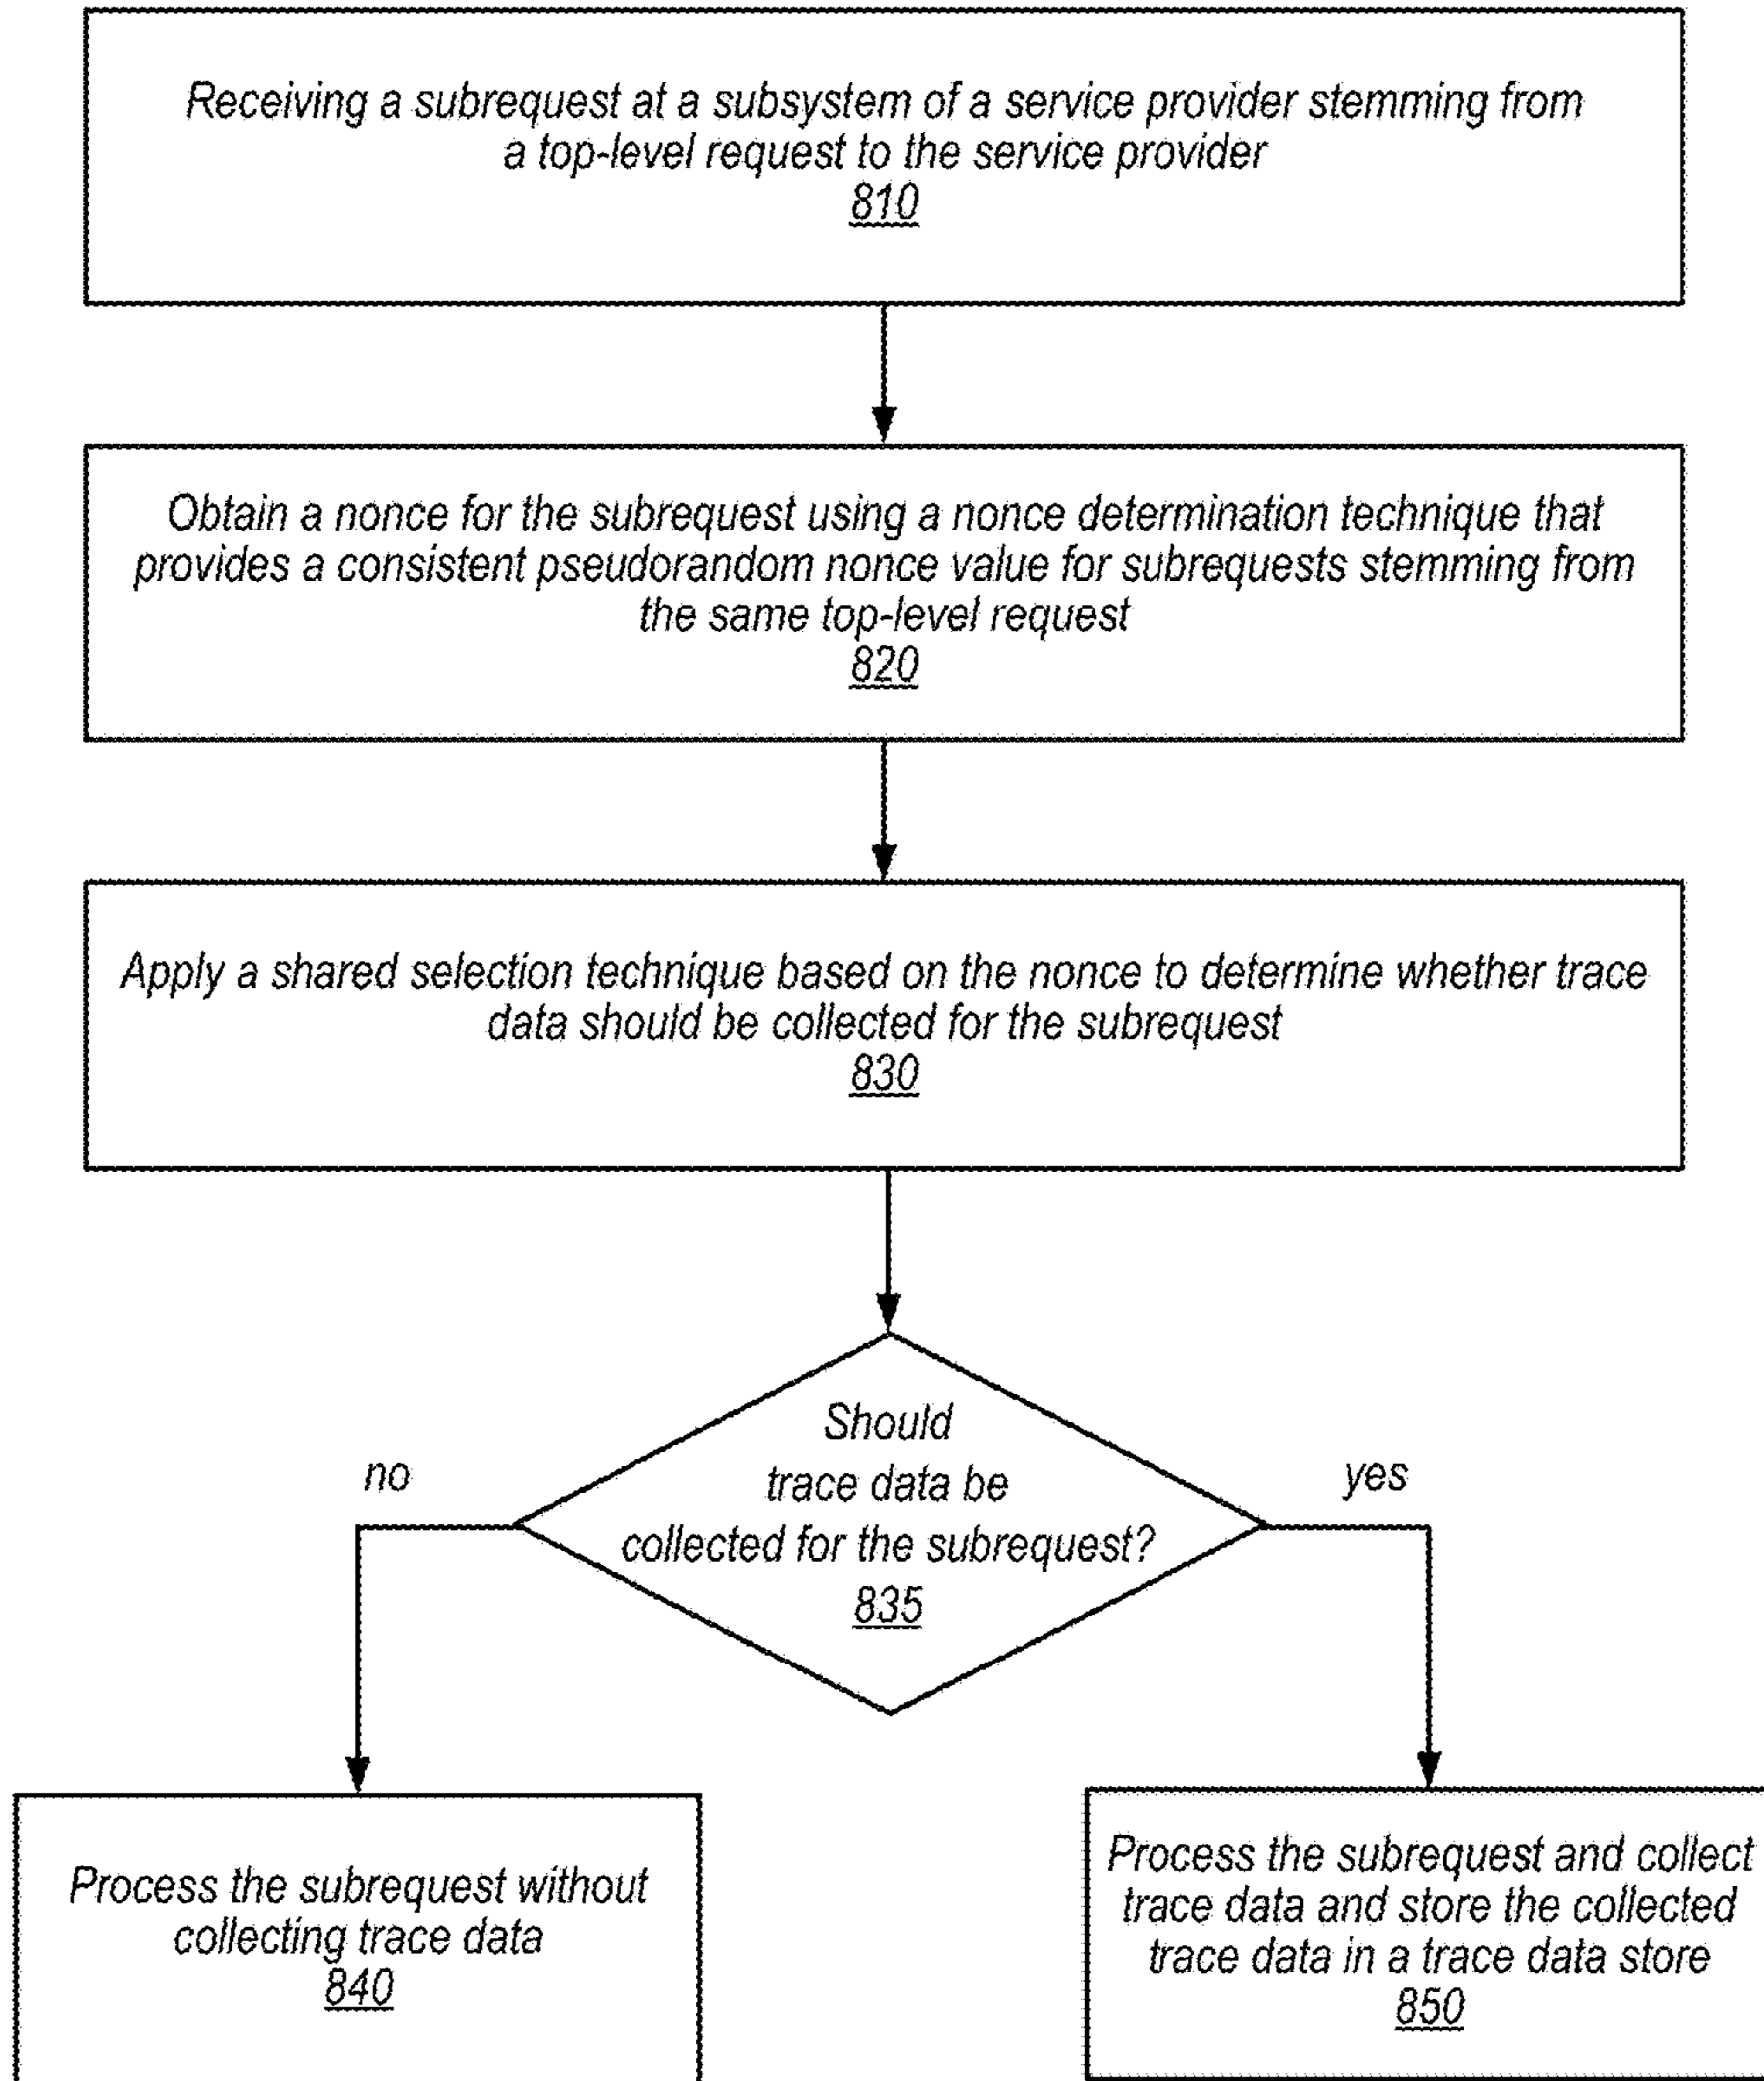 Receiving a subrequest at a subsystem of a service provider stemming from
a top-level request to the service provider
810
Obtain a nonce for the subrequest using a nonce determination technique that
provides a consistent pseudorandom nonce value for subrequests stemming from
the same top-level request
820
Apply a shared selection technique based on the nonce to determine whether trace
data should be collected for the subrequest
830
Should
trace data be
collected for the subrequest?
835
no
yes
Process the subrequest without
collecting trace data
840
Process the subrequest and collect
trace data and store the collected
trace data in a trace data store
850